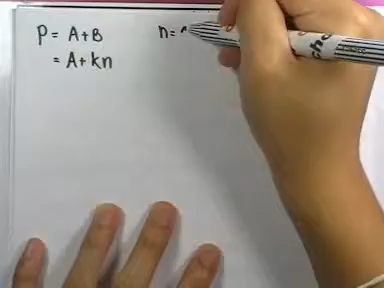 P = A+B
= A+kn
n=